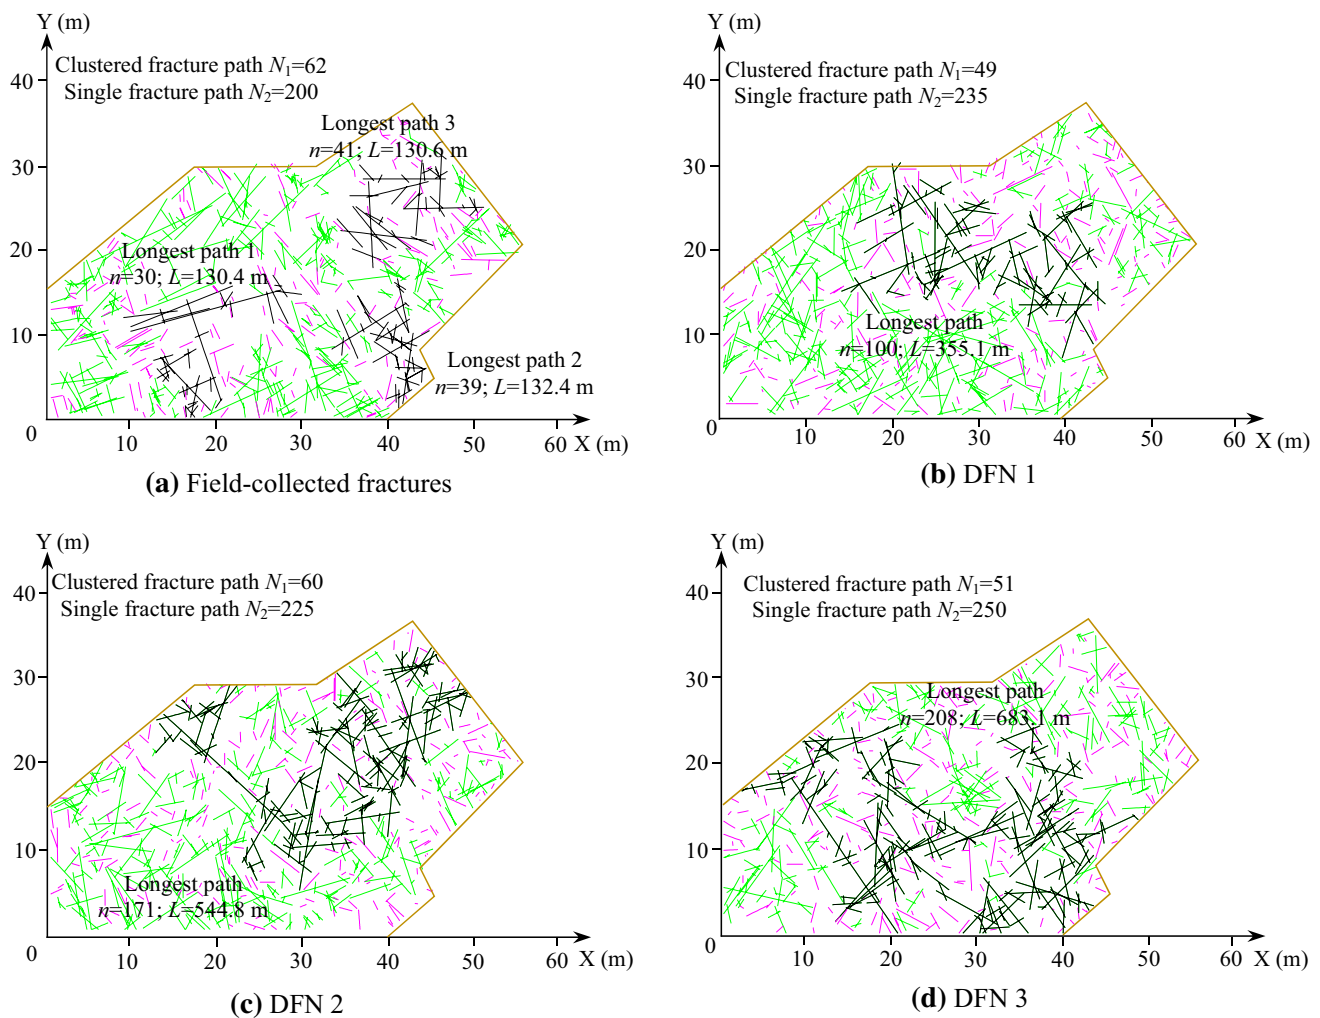 Y (m)
Clustered fracture path N1=62
Single fracture path N2=200
40
30
20
10
0
Longest path 3
n=41; L=130.6 m
Longest path 1
n=30; L=130.4 m
Longest path 2
n=39; L=132.4 m
10 20 30 40 50 60 X (m)
(a) Field-collected fractures
Y (m)
Clustered fracture path N1=49
Single fracture path N2=235
40
30
20
10
0
Longest path
n=100; L=355.1 m
10 20 30 40 50 60 X (m)
(b) DFN 1
Y (m)
Clustered fracture path N1=60
Single fracture path N2=225
40
30
20
10
0
Longest path
n=171; L=544.8 m
10 20 30 40 50 60 X (m)
(c) DFN 2
Y (m)
Clustered fracture path N1=51
Single fracture path N2=250
40
30
20
10
0
Longest path
n=208; L=683.1 m
10 20 30 40 50 60 X (m)
(d) DFN 3